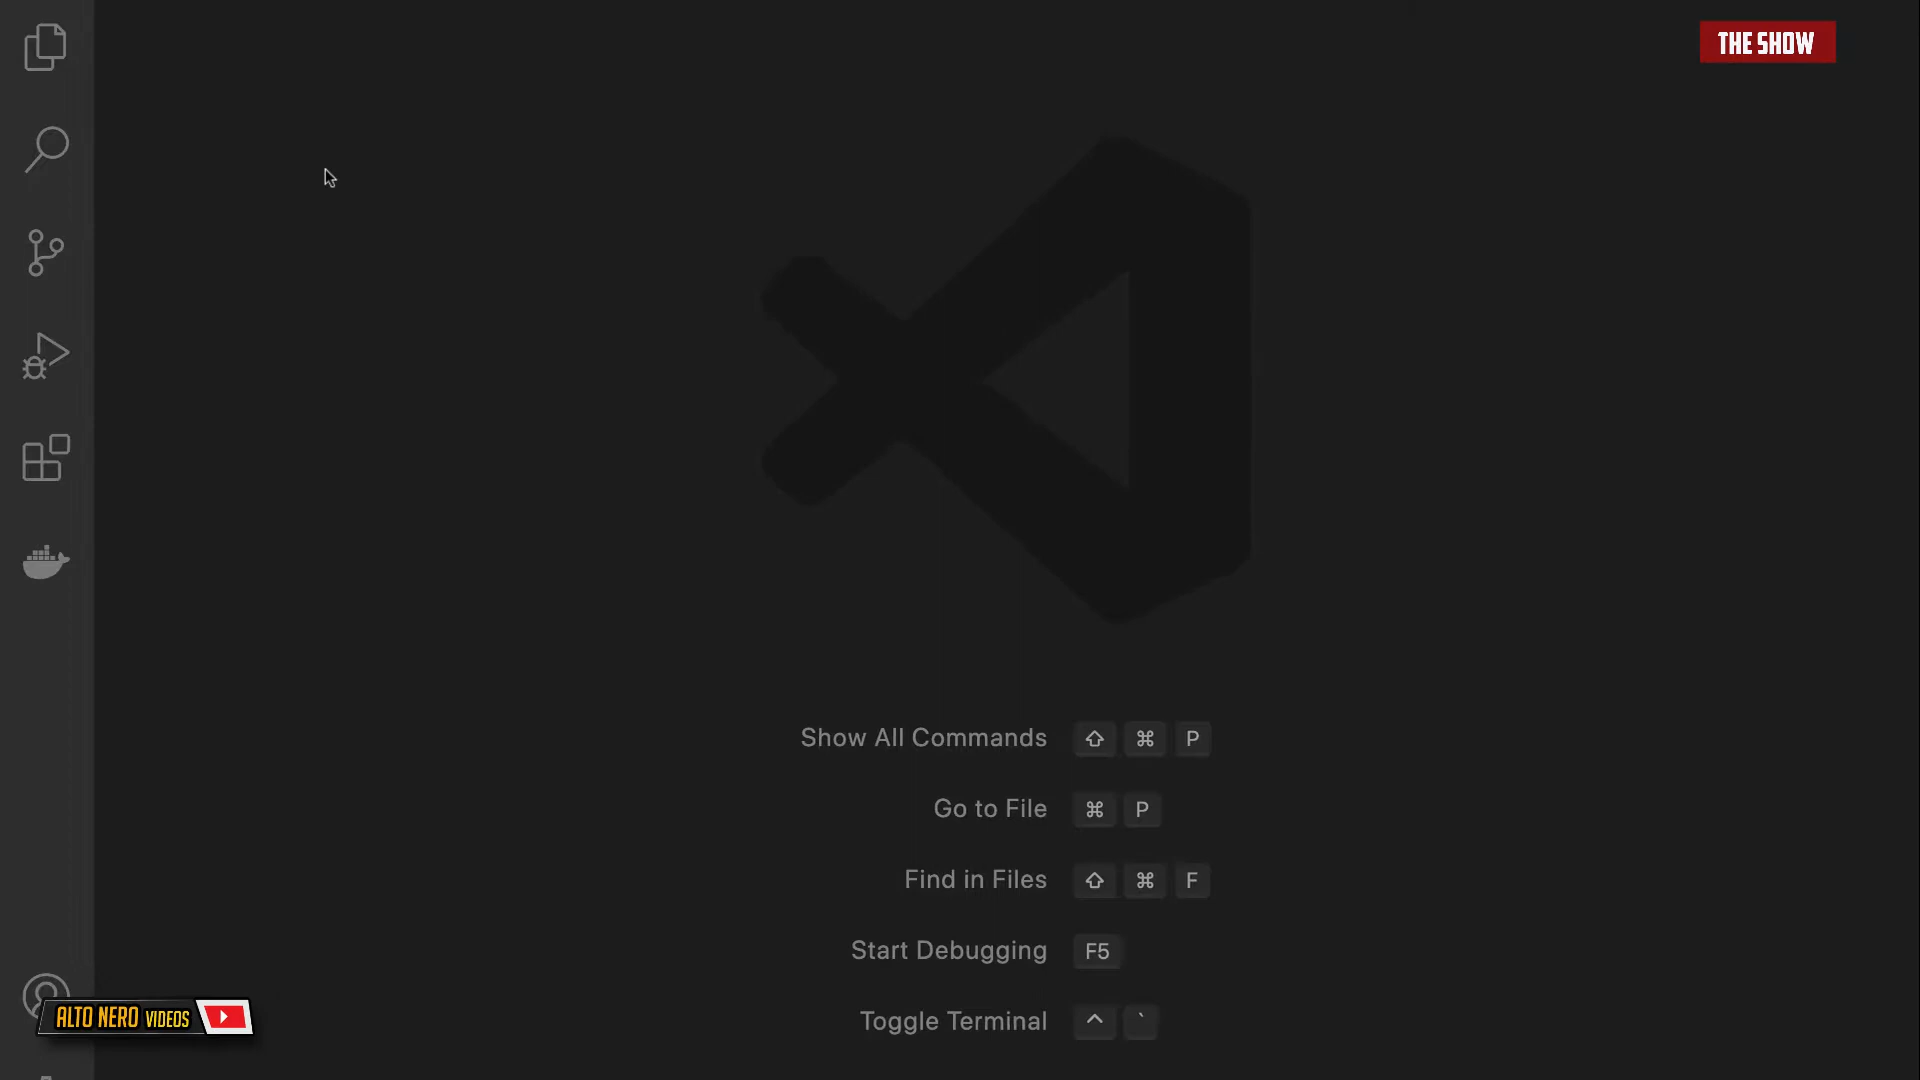 THE SHOW
Show All Commands ⇧ ⌘ P
Go to File ⌘ P
Find in Files ⇧ ⌘ F
Start Debugging F5
Toggle Terminal ^ `
ALTO NERO VIDEOS